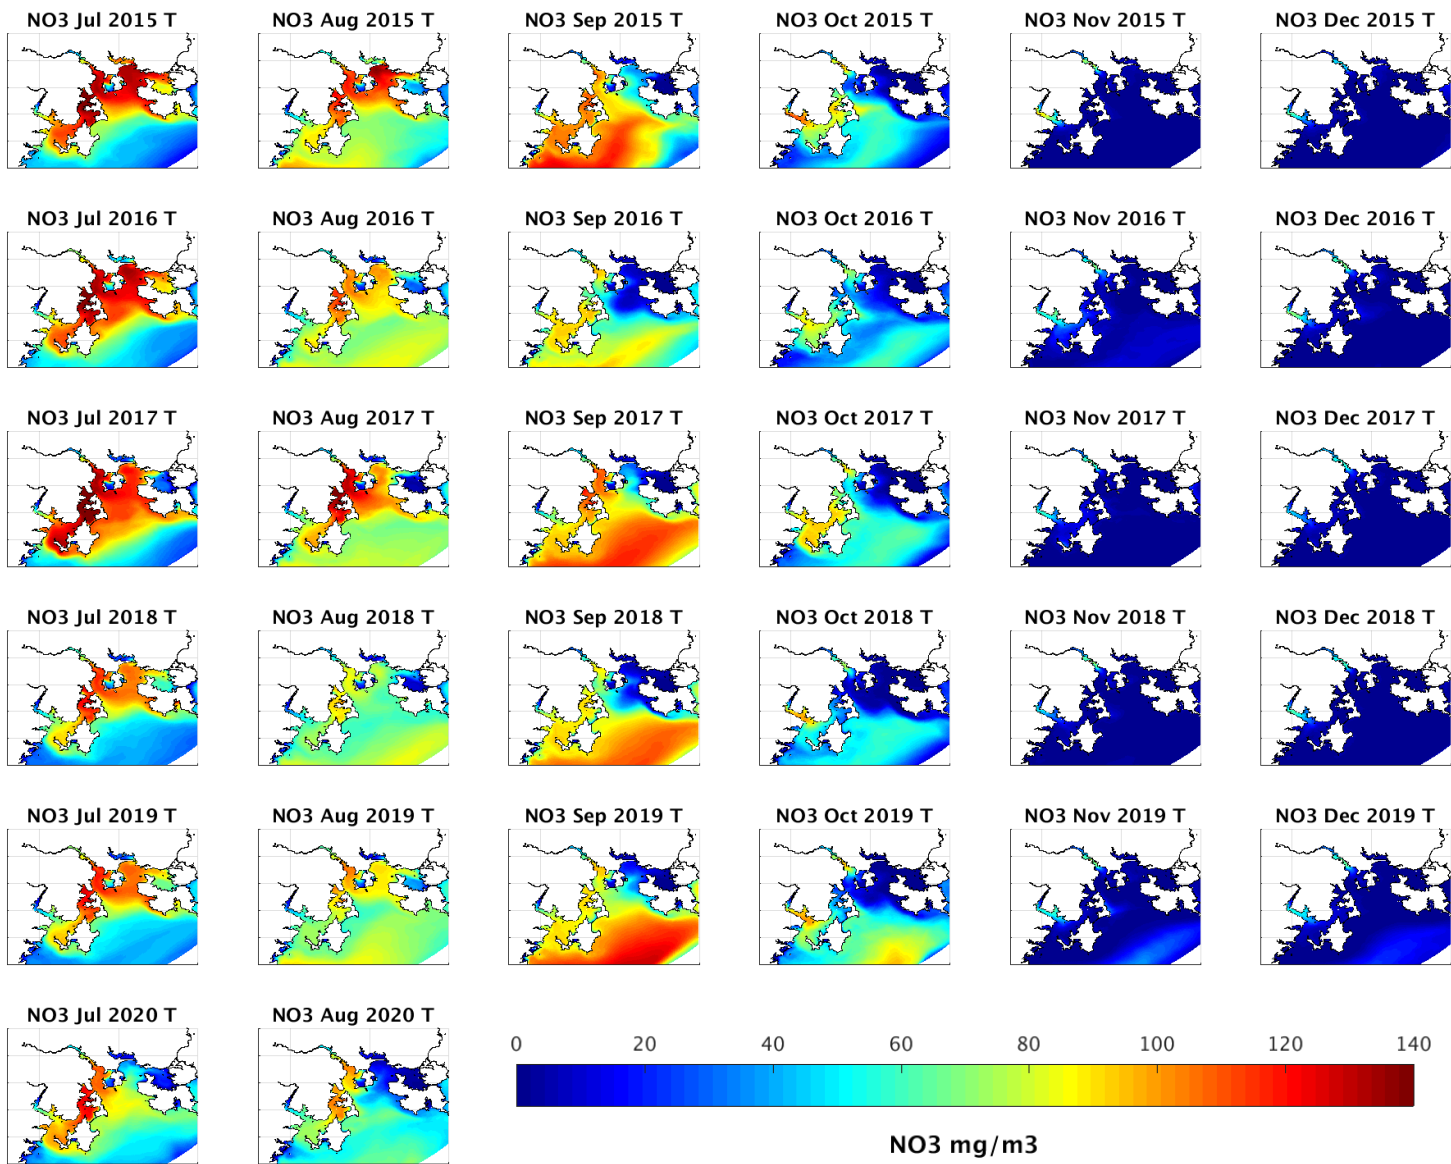 NO3 Jul 2015 T
NO3 Aug 2015 T
NO3 Sep 2015 T
NO3 Oct 2015 T
NO3 Nov 2015 T
NO3 Dec 2015 T
NO3 Jul 2016 T
NO3 Aug 2016 T
NO3 Sep 2016 T
NO3 Oct 2016 T
NO3 Nov 2016 T
NO3 Dec 2016 T
NO3 Jul 2017 T
NO3 Aug 2017 T
NO3 Sep 2017 T
NO3 Oct 2017 T
NO3 Nov 2017 T
NO3 Dec 2017 T
NO3 Jul 2018 T
NO3 Aug 2018 T
NO3 Sep 2018 T
NO3 Oct 2018 T
NO3 Nov 2018 T
NO3 Dec 2018 T
NO3 Jul 2019 T
NO3 Aug 2019 T
NO3 Sep 2019 T
NO3 Oct 2019 T
NO3 Nov 2019 T
NO3 Dec 2019 T
NO3 Jul 2020 T
NO3 Aug 2020 T
0 20 40 60 80 100 120 140
NO3 mg/m3